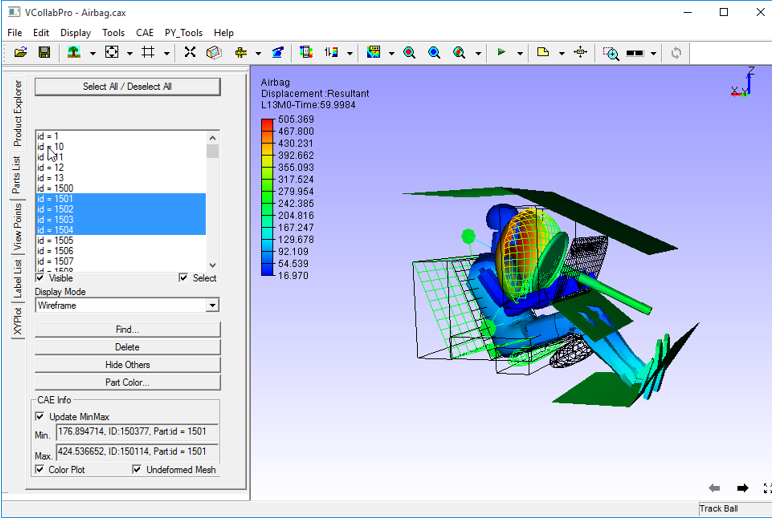 VCollabPro - Airbag.cax
File Edit Display Tools CAE PY_Tools Help
Product Explorer
Parts List
View Points
Label List
XYPlot
Select All / Deselect All
id = 1
id = 10
id = 11
id = 12
id = 13
id = 1500
id = 1501
id = 1502
id = 1503
id = 1504
id = 1505
id = 1506
id = 1507
id = 1508
Visible Select
Display Mode
Wireframe
Find...
Delete
Hide Others
Part Color...
CAE Info
Update MinMax
Min. 176.894714, ID:150377, Part:id = 1501
Max. 424.536652, ID:150114, Part:id = 1501
Color Plot Undeformed Mesh
Airbag
Displacement :Resultant
L13M0-Time:59.9984
505.369
467.800
430.231
392.662
355.093
317.524
279.954
242.385
204.816
167.247
129.678
92.109
54.539
16.970
Z
Y X
Track Ball